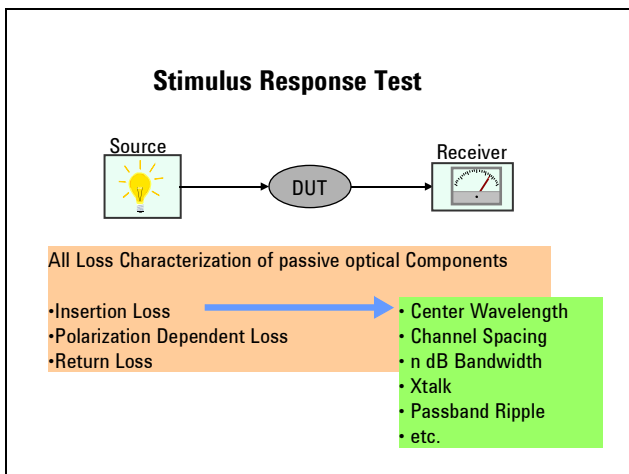 Stimulus Response Test
Source
Receiver
DUT
All Loss Characterization of passive optical Components
•Insertion Loss
•Polarization Dependent Loss
•Return Loss
• Center Wavelength
• Channel Spacing
• n dB Bandwidth
• Xtalk
• Passband Ripple
• etc.